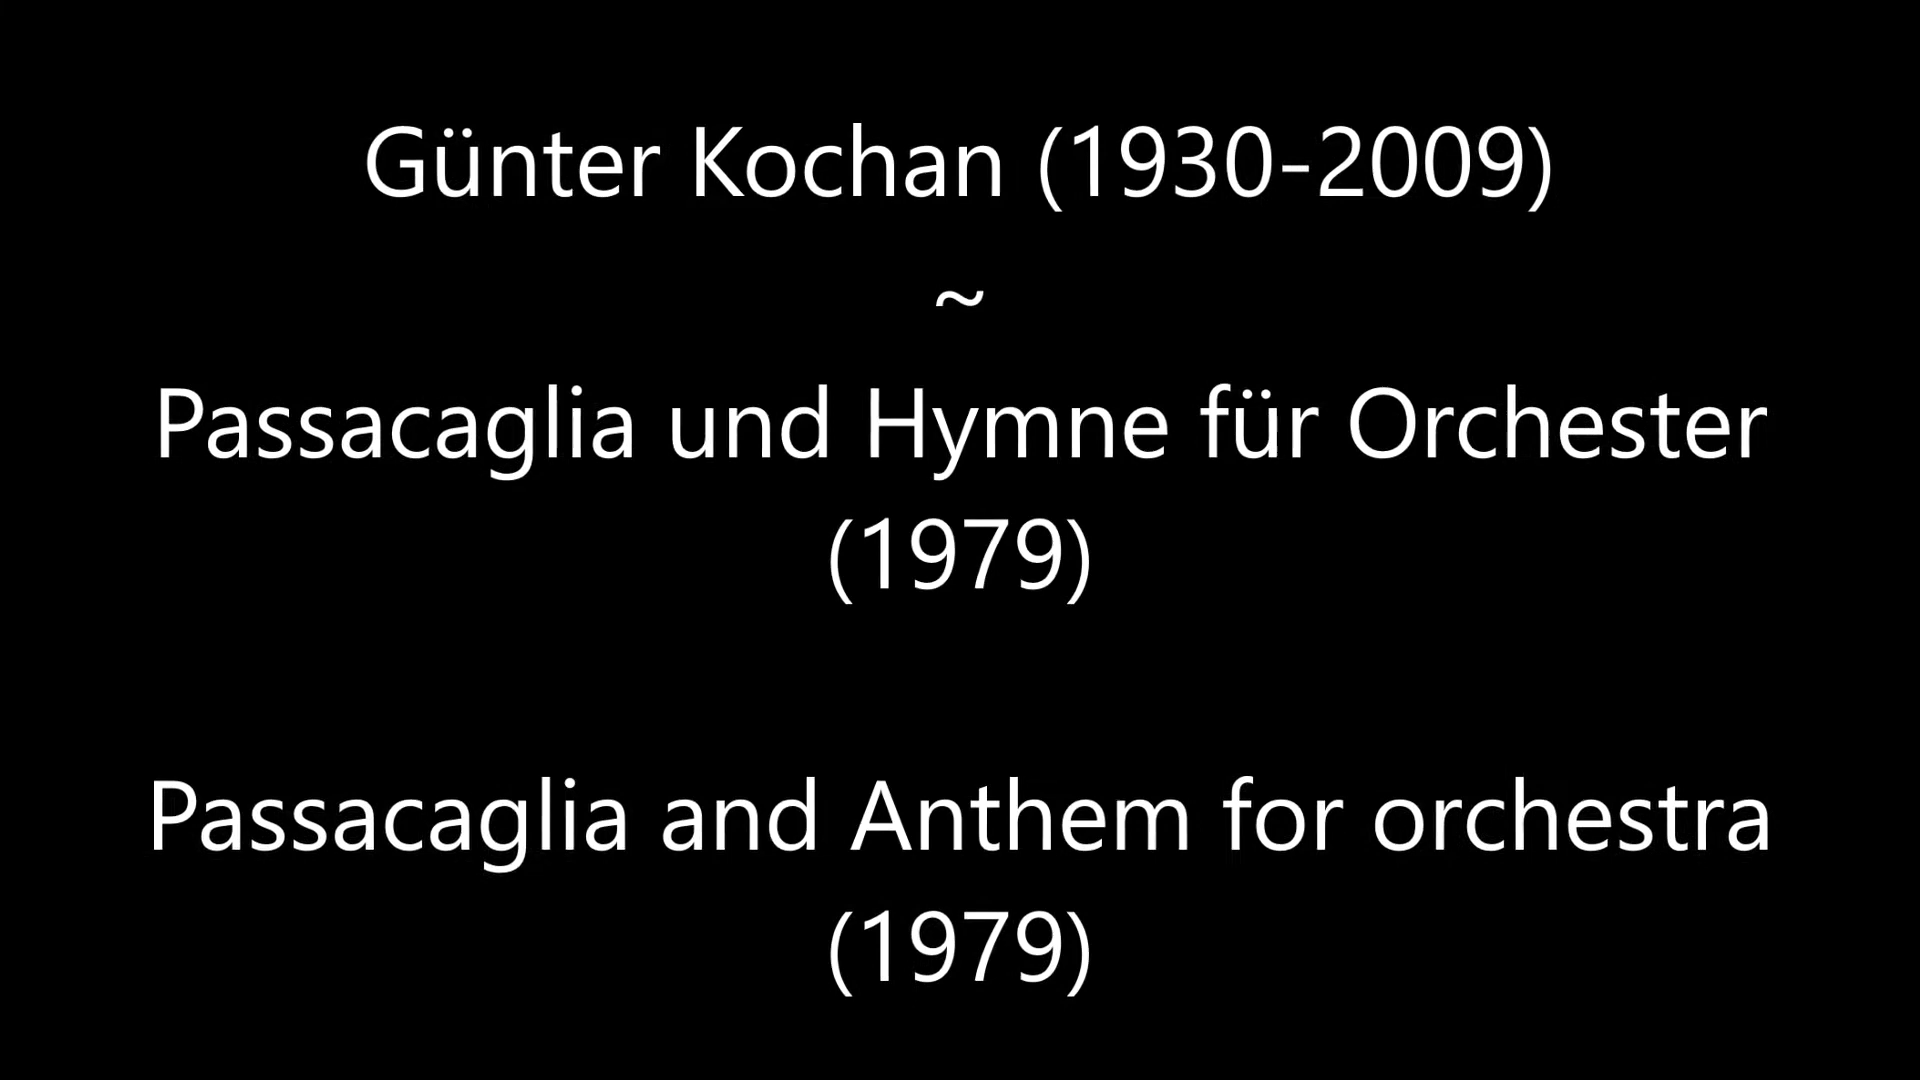 Günter Kochan (1930-2009)
~
Passacaglia und Hymne für Orchester
(1979)
Passacaglia and Anthem for orchestra
(1979)